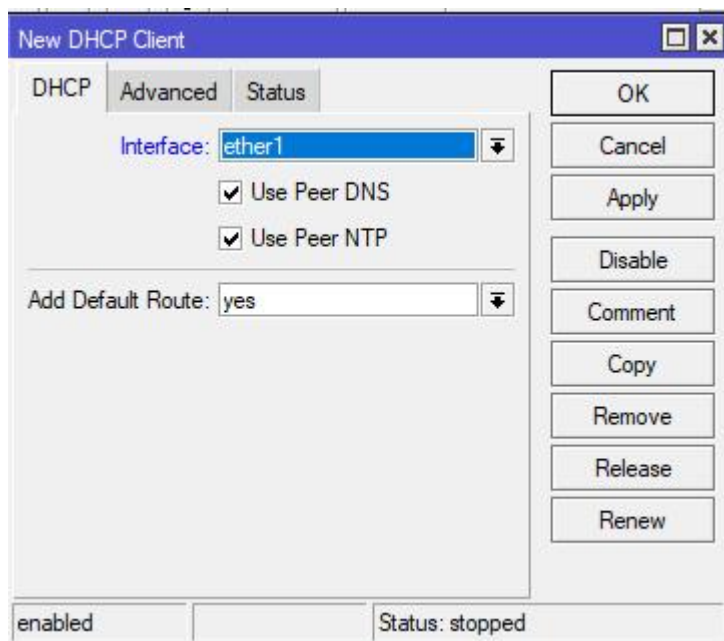 New DHCP Client
DHCP Advanced Status
Interface: ether1
Use Peer DNS
Use Peer NTP
Add Default Route: yes
OK
Cancel
Apply
Disable
Comment
Copy
Remove
Release
Renew
enabled Status: stopped